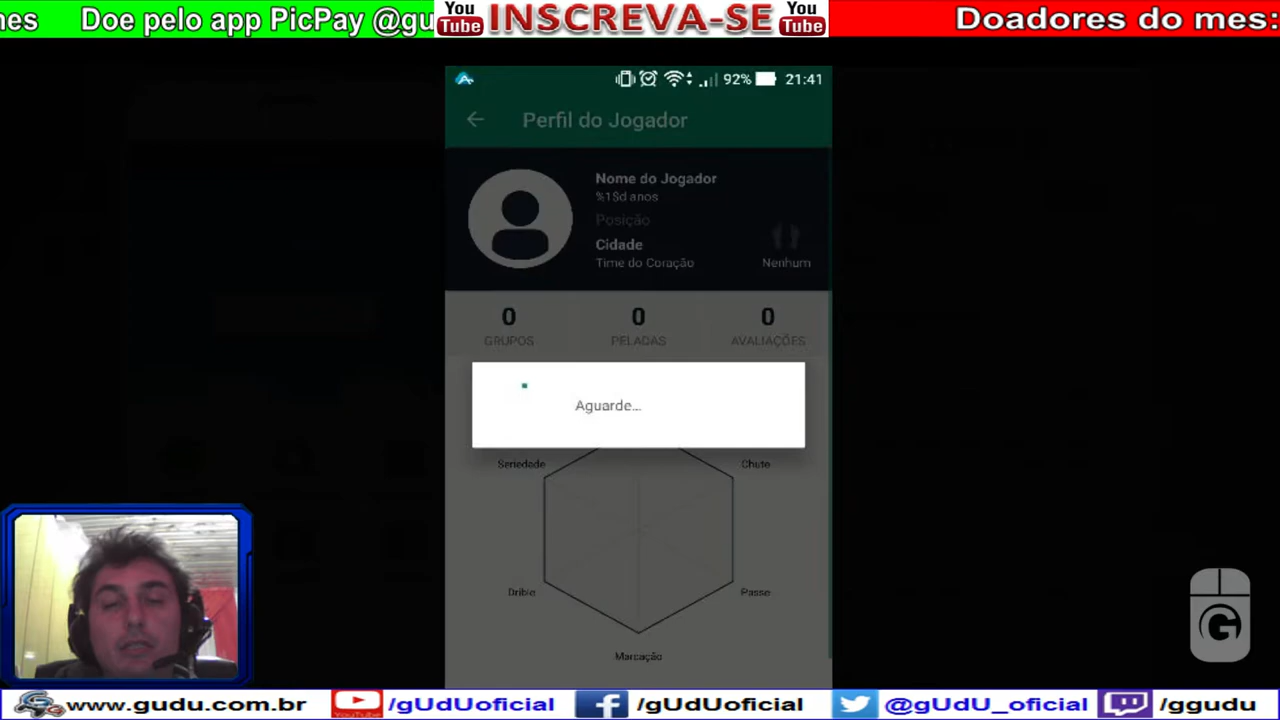 nes Doe pelo app PicPay @gu
You Tube INSCREVA-SE You Tube
Doadores do mes:
92% 21:41
Perfil do Jogador
Nome do Jogador
%1$d anos
Posição
Cidade
Time do Coração
Nenhum
0 0 0
GRUPOS PELADAS AVALIAÇÕES
Aguarde...
Seriedade Chute
Drible Passe
Marcação
G
www.gudu.com.br YouTube /gUdUoficial /gUdUoficial @gUdU_oficial /ggudu